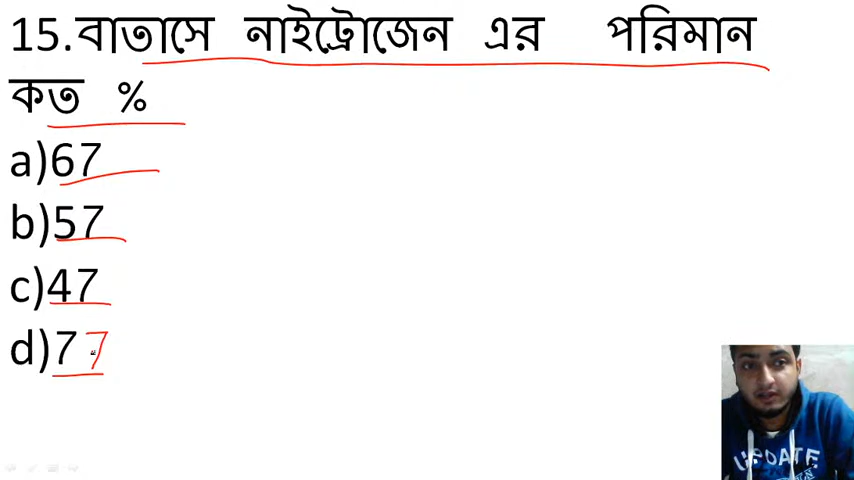 15.বাতাসে নাইট্রোজেন এর পরিমান
কত %
a)67
b)57
c)47
d)77
UPDATE